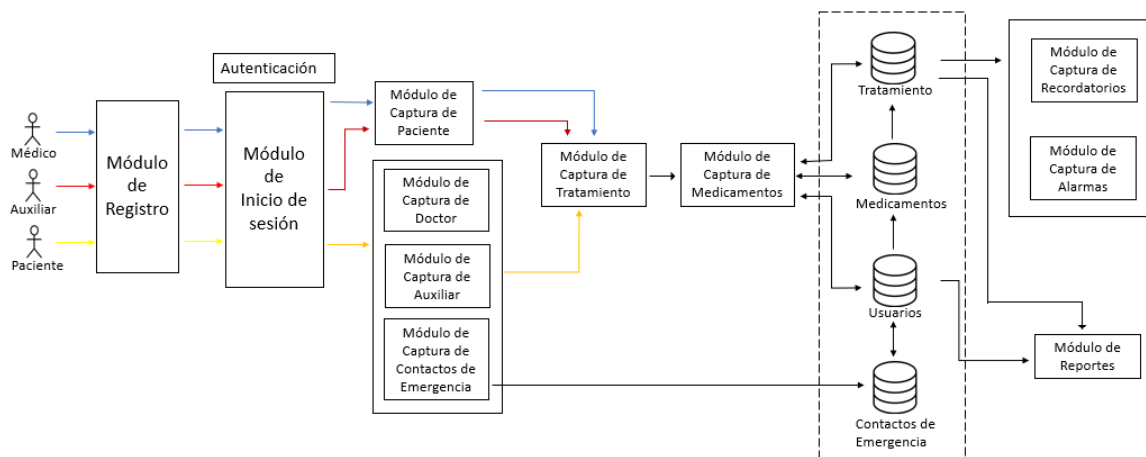 Médico
Auxiliar
Paciente
Módulo
de
Registro
Autenticación
Módulo
de
Inicio de
sesión
Módulo de
Captura de
Paciente
Módulo de
Captura de
Doctor
Módulo de
Captura de
Auxiliar
Módulo de
Captura de
Contactos de
Emergencia
Módulo de
Captura de
Tratamiento
Módulo de
Captura de
Medicamentos
Tratamiento
Medicamentos
Usuarios
Contactos de
Emergencia
Módulo de
Captura de
Recordatorios
Módulo de
Captura de
Alarmas
Módulo de
Reportes